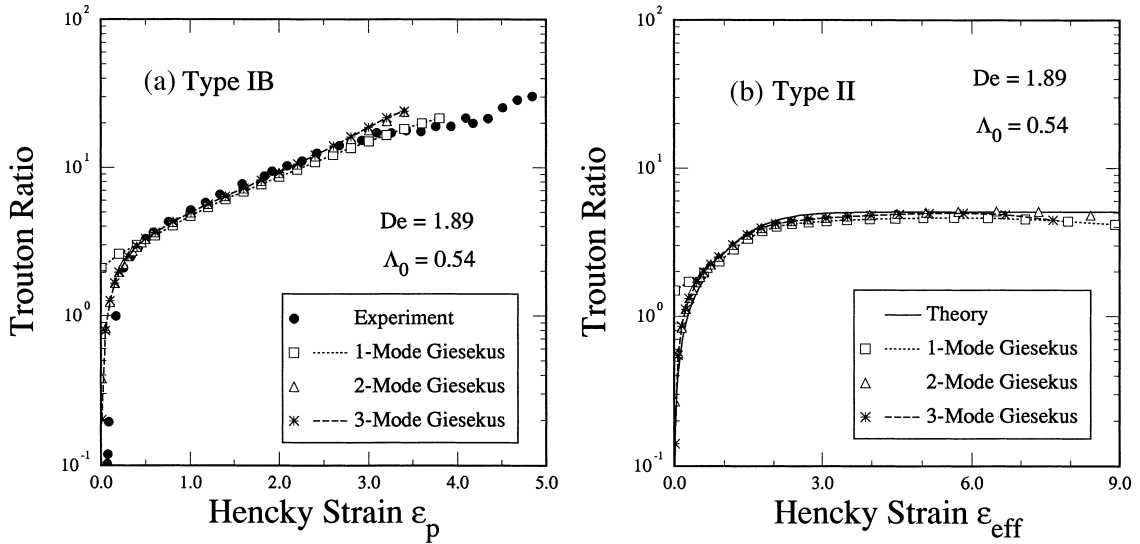 (a) Type IB
De = 1.89
Λ₀ = 0.54
Experiment
1-Mode Giesekus
2-Mode Giesekus
3-Mode Giesekus
Trouton Ratio
10²
10¹
10⁰
10⁻¹
0.0 1.0 2.0 3.0 4.0 5.0
Hencky Strain εₚ
(b) Type II
De = 1.89
Λ₀ = 0.54
Theory
1-Mode Giesekus
2-Mode Giesekus
3-Mode Giesekus
Trouton Ratio
10²
10¹
10⁰
10⁻¹
0.0 3.0 6.0 9.0
Hencky Strain ε_eff